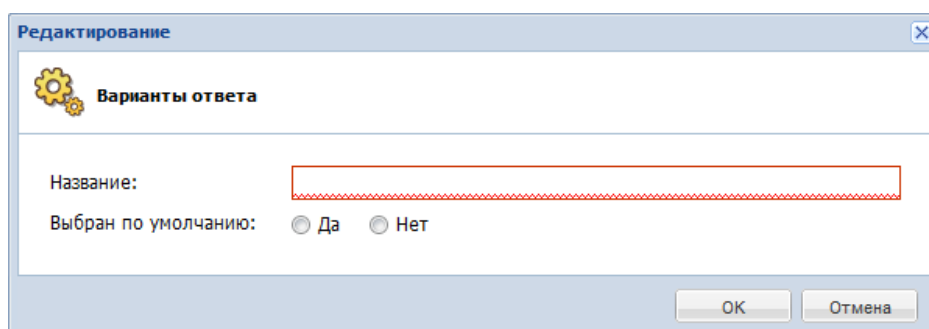 Редактирование
Варианты ответа
Название:
Выбран по умолчанию: Да Нет
OK Отмена